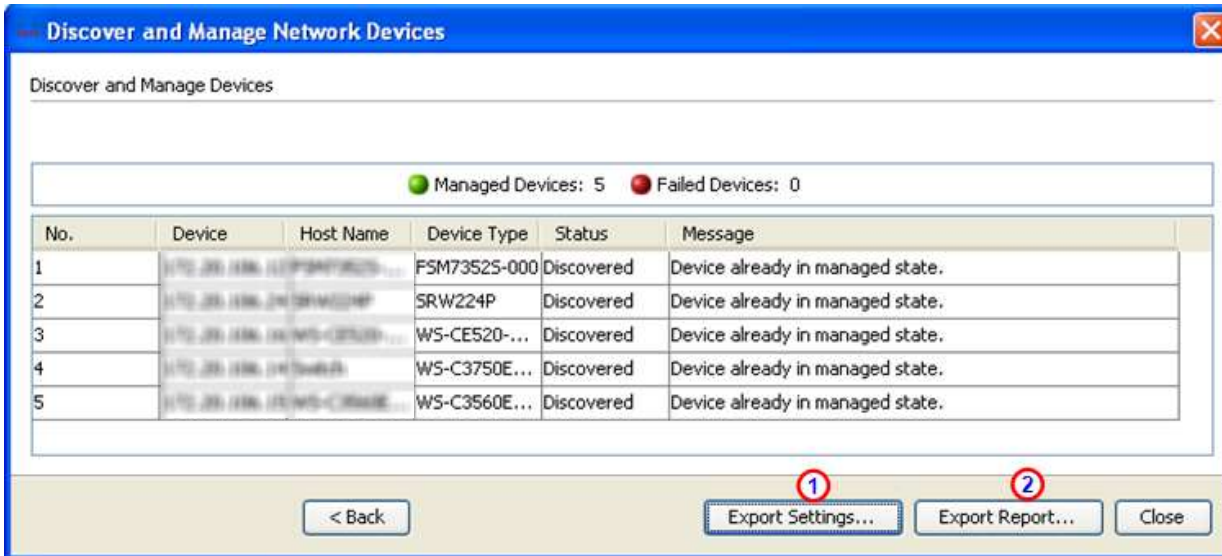 Discover and Manage Network Devices
Discover and Manage Devices
Managed Devices: 5 Failed Devices: 0
No. Device Host Name Device Type Status Message
1 FSM7352S-000 Discovered Device already in managed state.
2 SRW224P Discovered Device already in managed state.
3 WS-CE520-... Discovered Device already in managed state.
4 WS-C3750E... Discovered Device already in managed state.
5 WS-C3560E... Discovered Device already in managed state.
1 2
< Back Export Settings... Export Report... Close